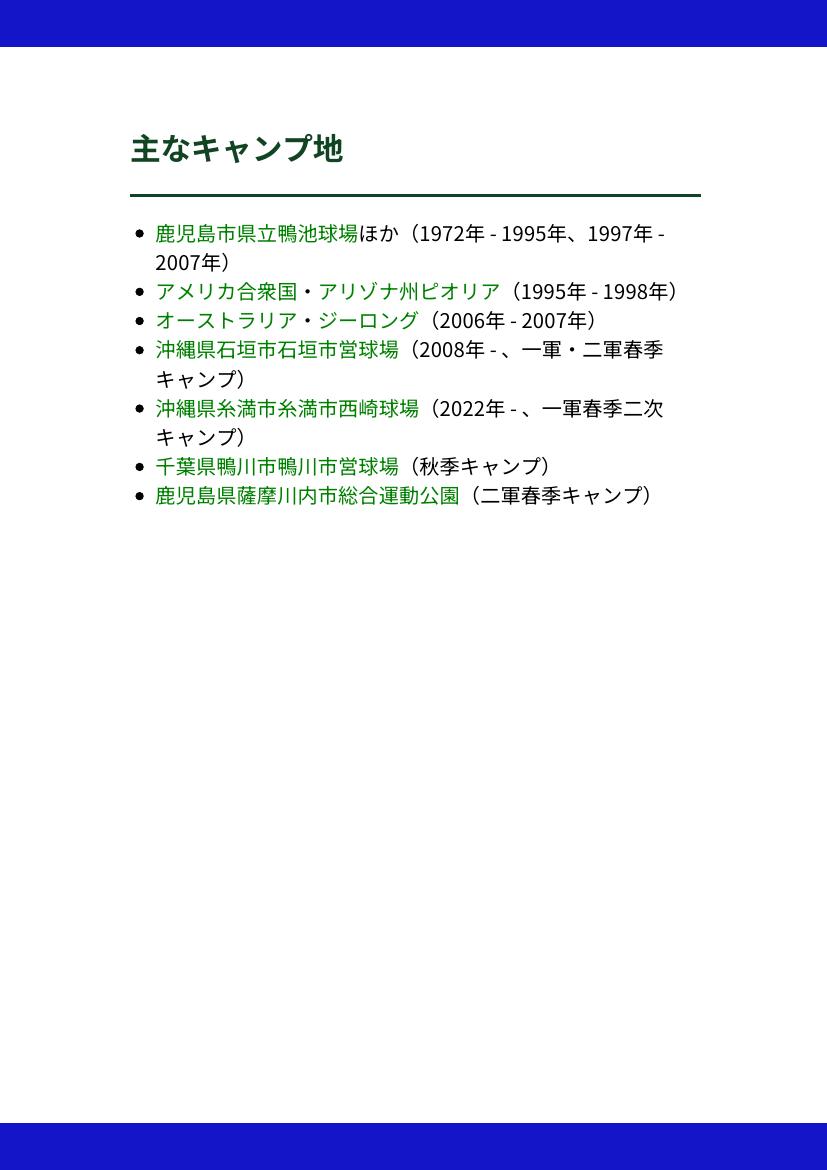 主なキャンプ地
鹿児島市県立鴨池球場ほか（1972年 - 1995年、1997年 -
2007年）
アメリカ合衆国・アリゾナ州ピオリア（1995年 - 1998年）
オーストラリア・ジーロング（2006年 - 2007年）
沖縄県石垣市石垣市営球場（2008年 - 、一軍・二軍春季
キャンプ）
沖縄県糸満市糸満市西崎球場（2022年 - 、一軍春季二次
キャンプ）
千葉県鴨川市鴨川市営球場（秋季キャンプ）
鹿児島県薩摩川内市総合運動公園（二軍春季キャンプ）